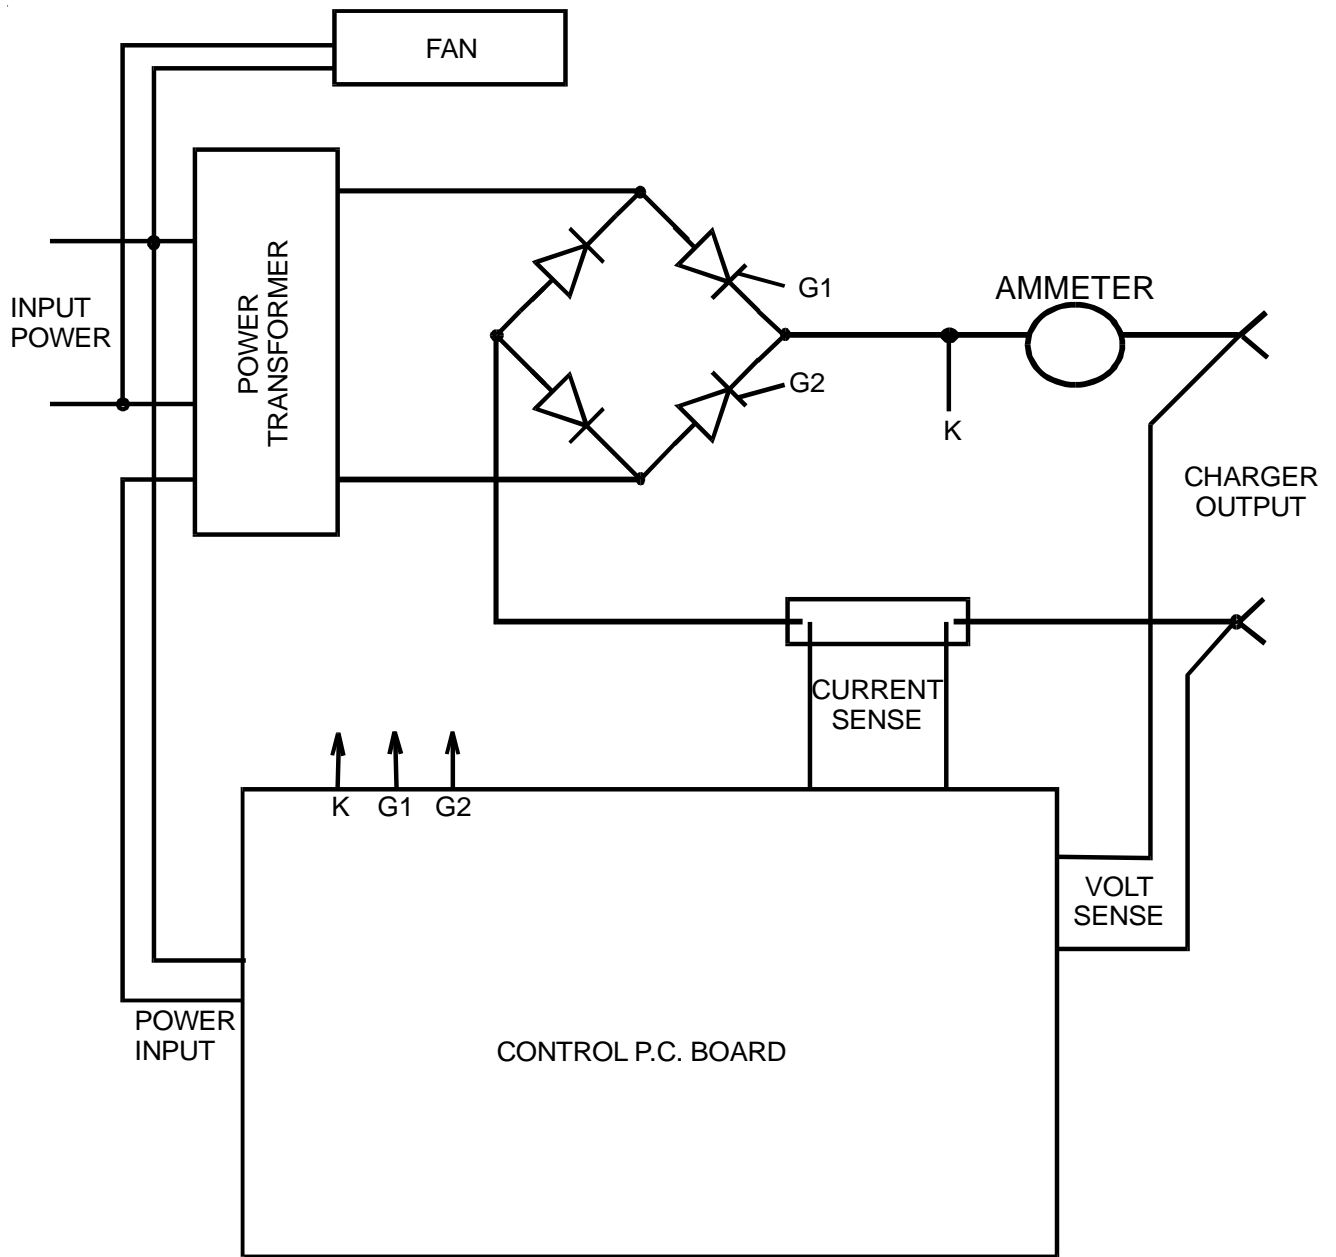 FAN
INPUT
POWER
POWER
TRANSFORMER
G1
G2
AMMETER
K
CHARGER
OUTPUT
CURRENT
SENSE
K
G1
G2
VOLT
SENSE
POWER
INPUT
CONTROL P.C. BOARD